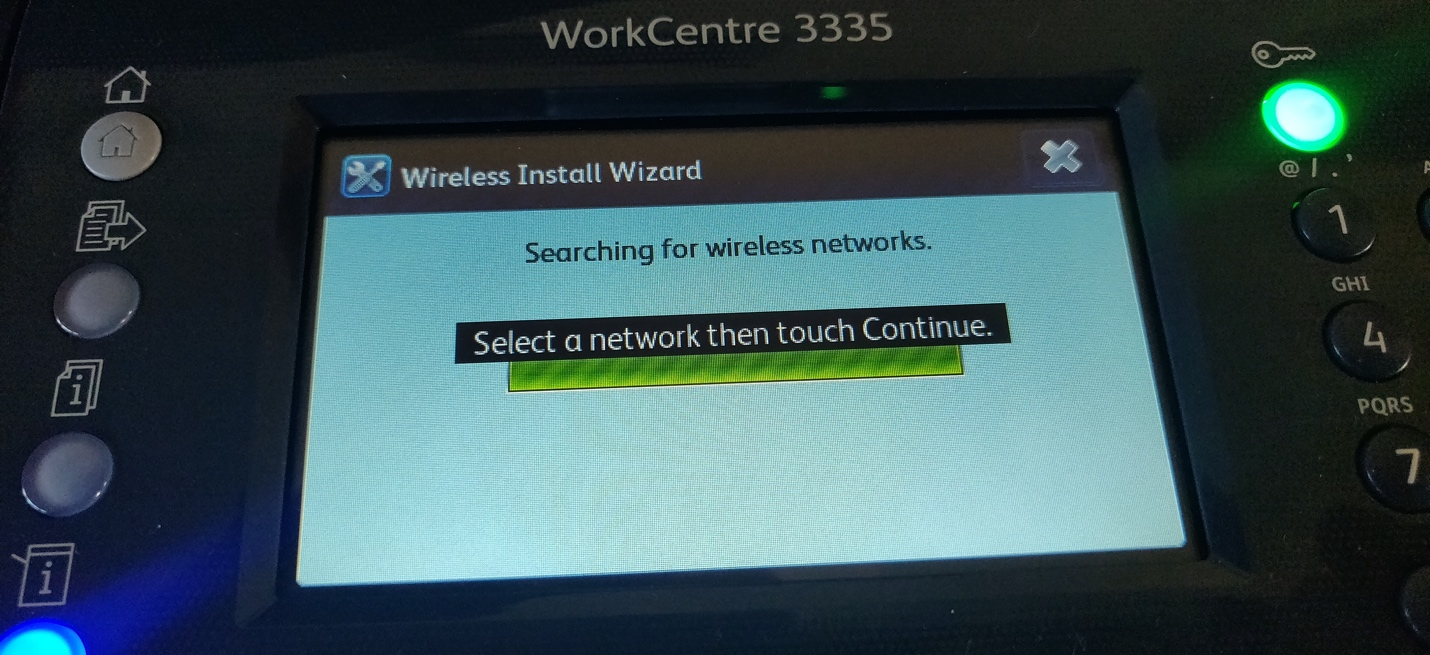 WorkCentre 3335
Wireless Install Wizard
Searching for wireless networks.
Select a network then touch Continue.
@ / . '
1
GHI
4
PQRS
7
i
i